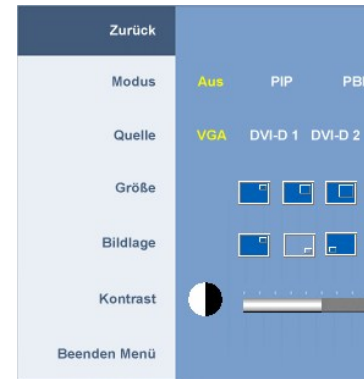 Zurück
Modus Aus PIP
Quelle VGA DVI-D 1 DVI-D 2
Größe
Bildlage
Kontrast
Beenden Menü